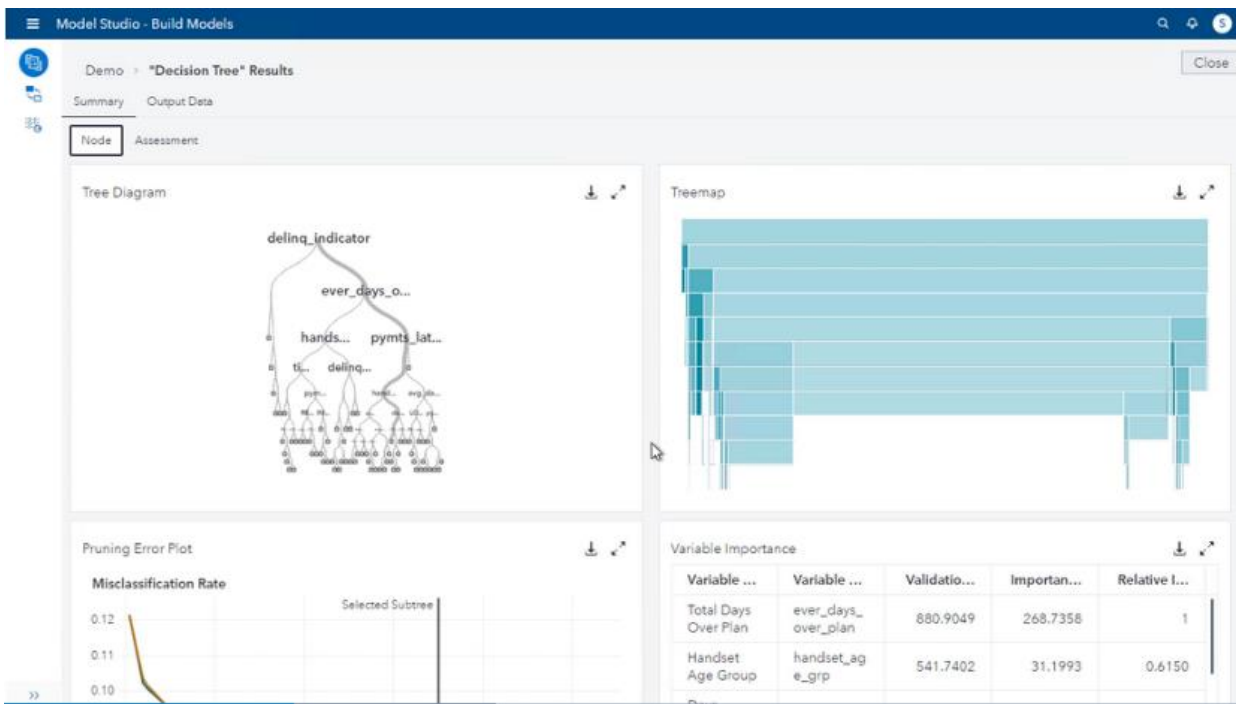 Model Studio - Build Models
S
Demo > "Decision Tree" Results
Close
Summary Output Data
Node Assessment
Tree Diagram
delinq_indicator
ever_days_o...
hands... pymts_lat...
ti... delinq...
pym...
hand... avg_da...
Treemap
Pruning Error Plot
Misclassification Rate
Selected Subtree
0.12
0.11
0.10
Variable Importance
Variable ... Variable ... Validatio... Importan... Relative I...
Total Days Over Plan
ever_days_
over_plan
880.9049 268.7358 1
Handset Age Group
handset_ag
e_grp
541.7402 31.1993 0.6150